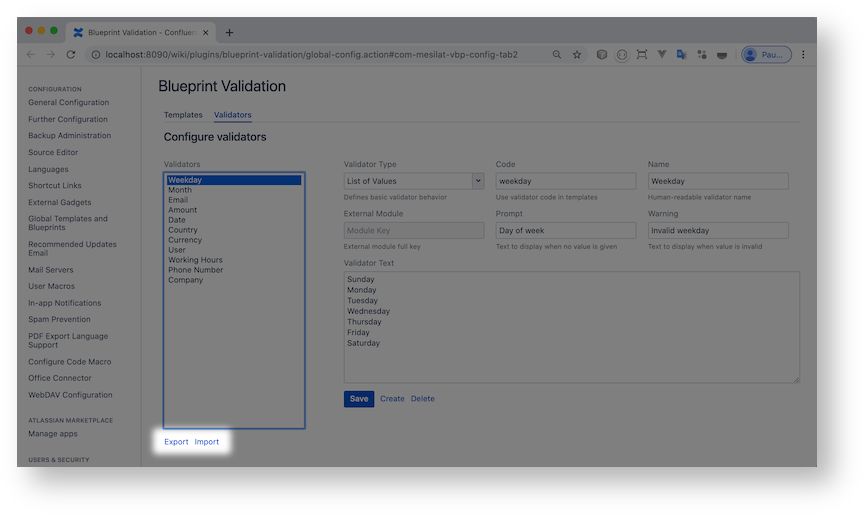 Blueprint Validation - Confluen
localhost:8090/wiki/plugins/blueprint-validation/global-config.action#com-mesilat-vbp-config-tab2
Pau...
CONFIGURATION
General Configuration
Further Configuration
Backup Administration
Source Editor
Languages
Shortcut Links
External Gadgets
Global Templates and
Blueprints
Recommended Updates
Email
Mail Servers
User Macros
In-app Notifications
Spam Prevention
PDF Export Language
Support
Configure Code Macro
Office Connector
WebDAV Configuration
ATLASSIAN MARKETPLACE
Manage apps
USERS & SECURITY
Blueprint Validation
Templates Validators
Configure validators
Validators
Weekday
Month
Email
Amount
Date
Country
Currency
User
Working Hours
Phone Number
Company
Export Import
Validator Type Code Name
List of Values weekday Weekday
Defines basic validator behavior Use validator code in templates Human-readable validator name
External Module Prompt Warning
Module Key Day of week Invalid weekday
External module full key Text to display when no value is given Text to display when value is invalid
Validator Text
Sunday
Monday
Tuesday
Wednesday
Thursday
Friday
Saturday
Save Create Delete